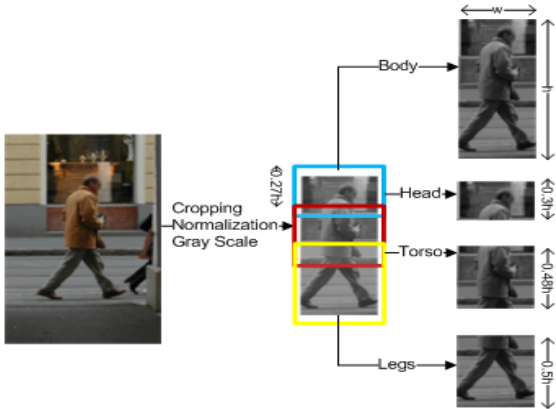 w
Body
h
Cropping
Normalization
Gray Scale
0.27h
Head
0.3h
Torso
0.48h
Legs
0.5h